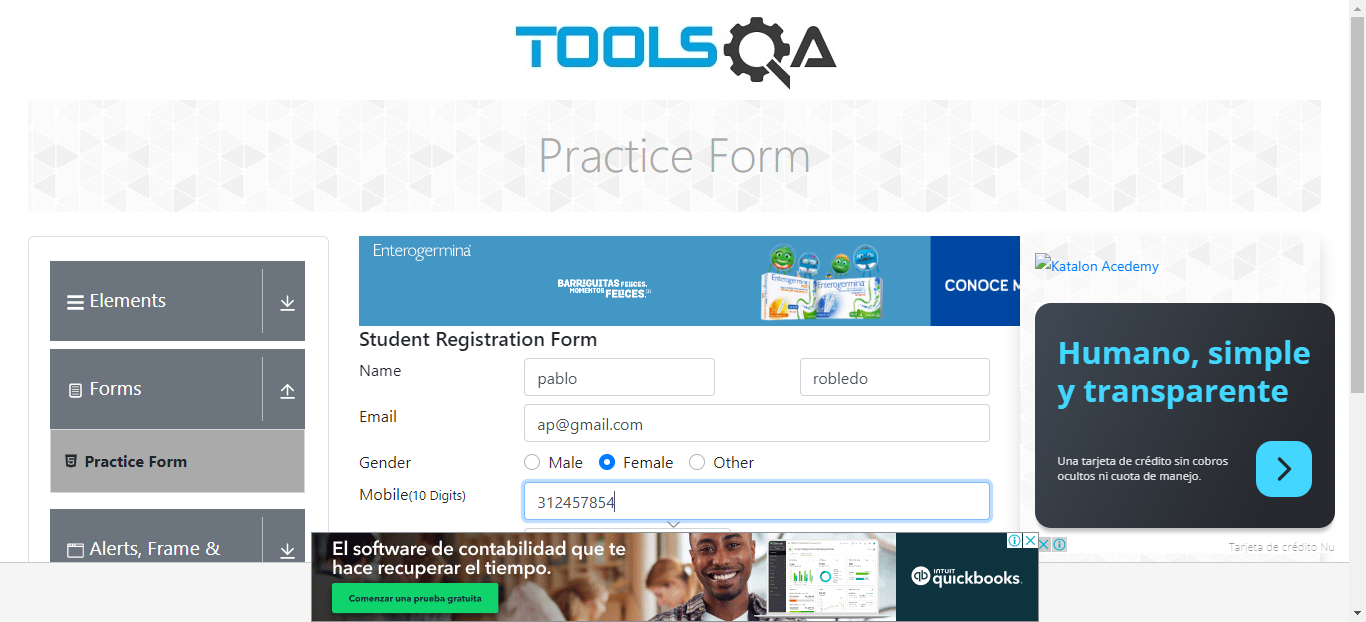 TOOLSQA
Practice Form
Elements
Forms
Practice Form
Alerts, Frame &
Enterogermina
BARRIGUITAS FELICES.
MOMENTOS FELICES.
Enterogermina
Enterogermina
CONOCE M
Student Registration Form
Name
pablo
robledo
Email
ap@gmail.com
Gender
Male
Female
Other
Mobile(10 Digits)
312457854
Katalon Acedemy
Humano, simple
y transparente
Una tarjeta de crédito sin cobros
ocultos ni cuota de manejo.
Tarjeta de crédito Nu
El software de contabilidad que te
hace recuperar el tiempo.
Comenzar una prueba gratuita
INTUIT
quickbooks.